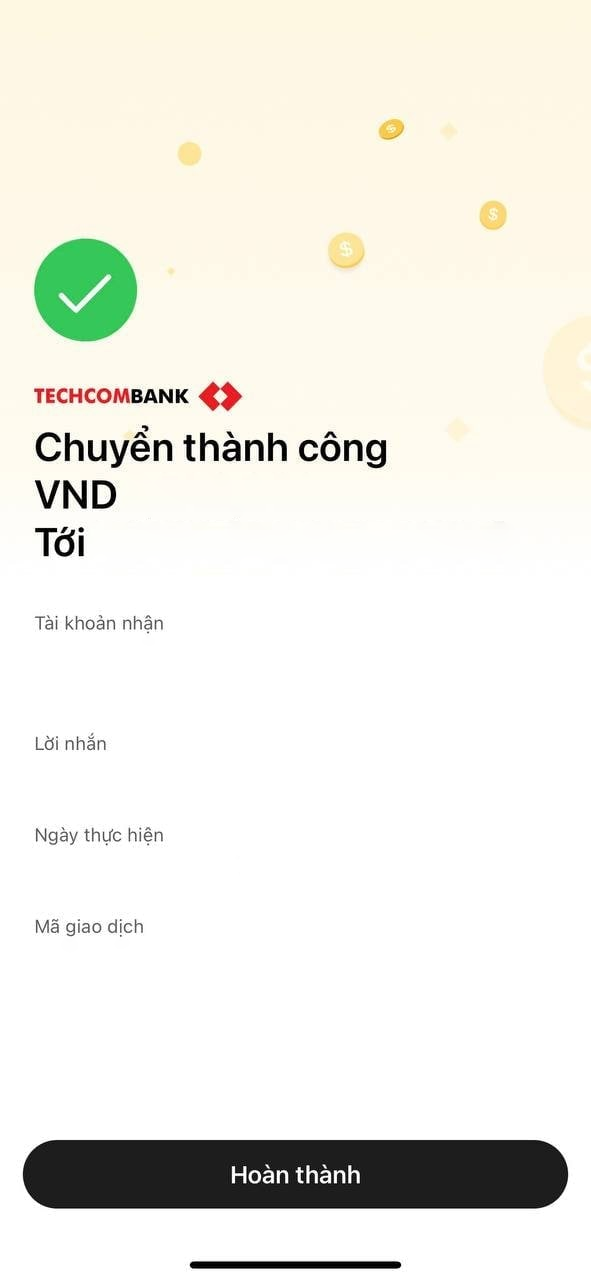 TECHCOMBANK
Chuyển thành công
VND
Tới
Tài khoản nhận
Lời nhắn
Ngày thực hiện
Mã giao dịch
Hoàn thành